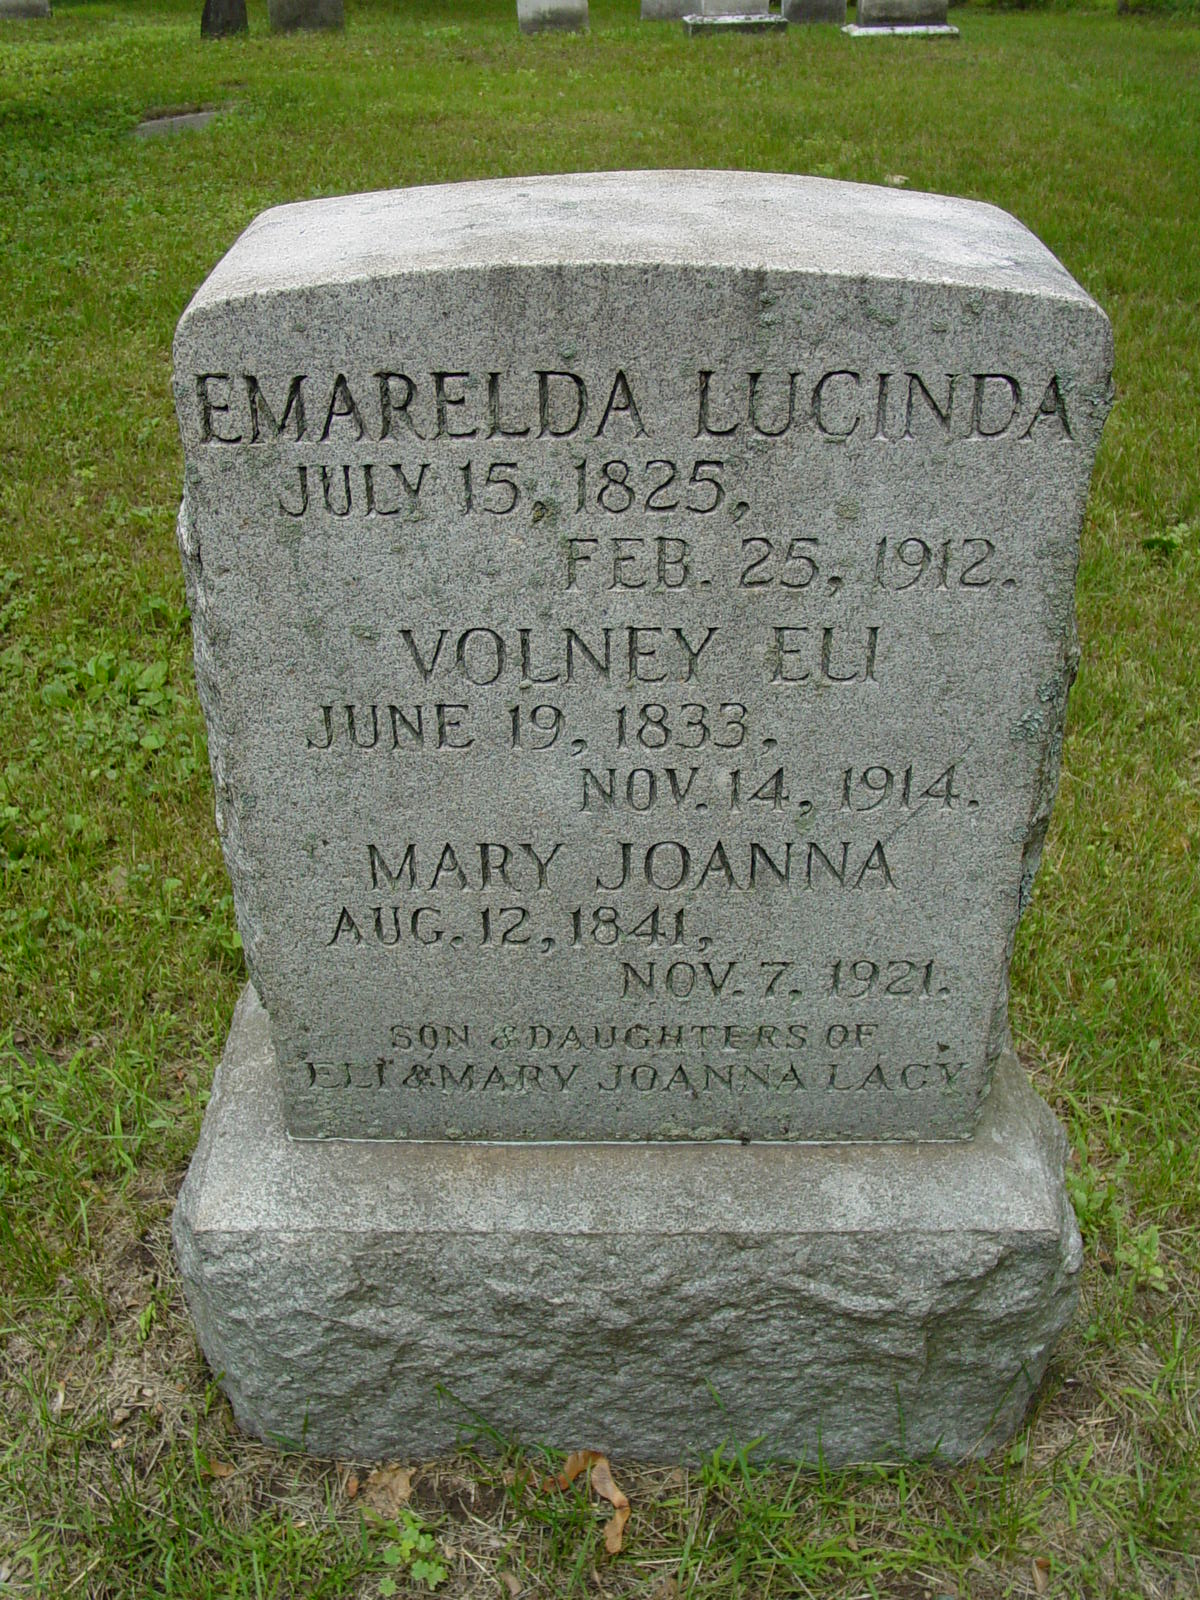 EMARELDA LUCINDA
JULY 15, 1825,
FEB. 25, 1912.
VOLNEY ELI
JUNE 19, 1833,
NOV. 14, 1914.
MARY JOANNA
AUG. 12, 1841,
NOV. 7, 1921.
SON & DAUGHTERS OF
ELI & MARY JOANNA LACY